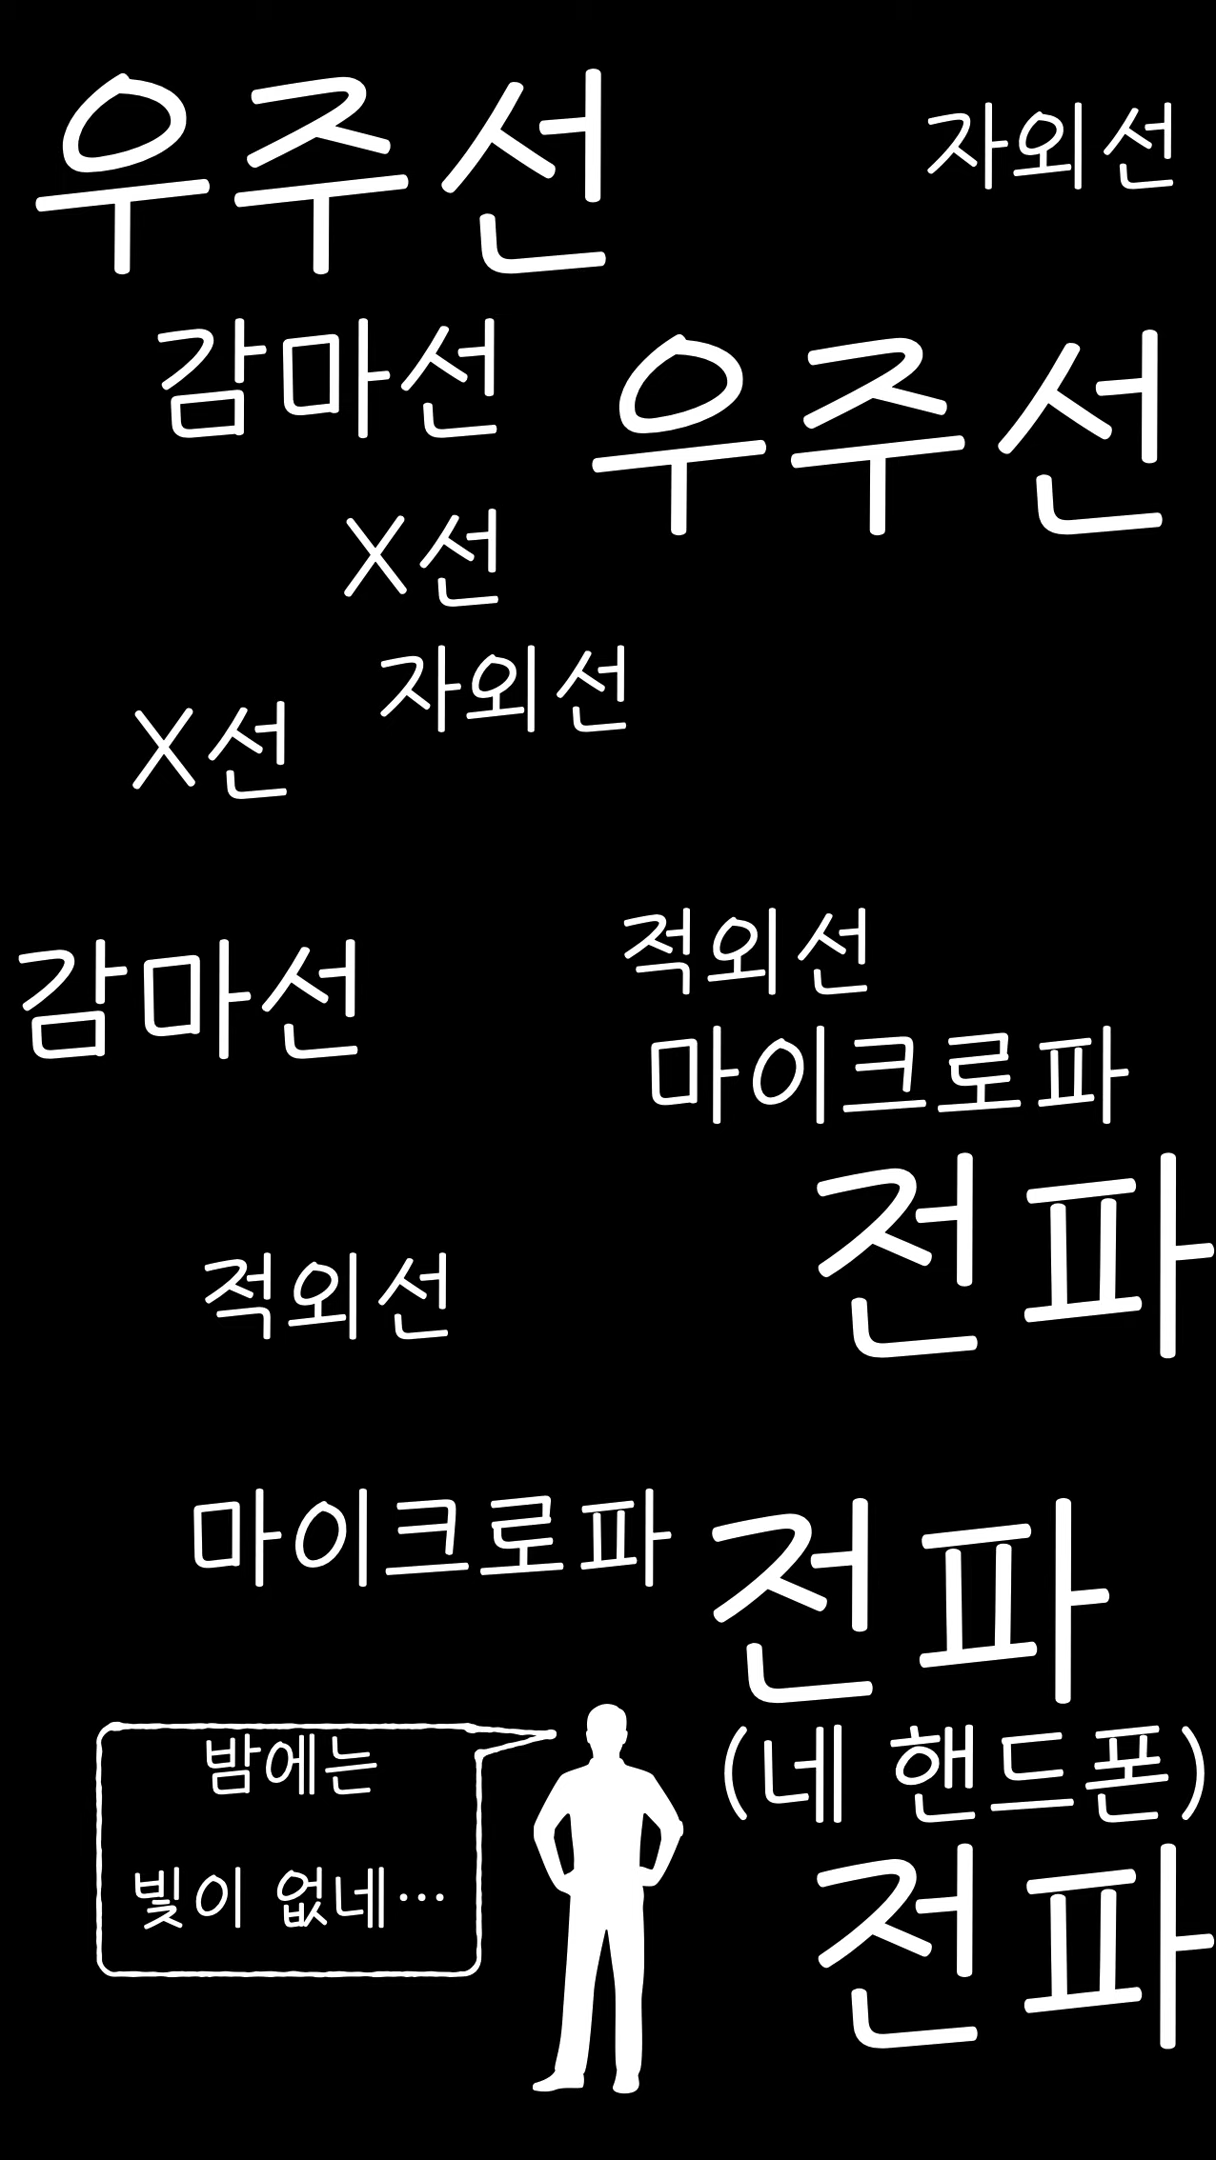 우주선
자외선
감마선
우주선
X선
자외선
X선
감마선
적외선
마이크로파
전파
적외선
마이크로파
전파
(네 핸드폰)
전파
밤에는
빛이 없네…